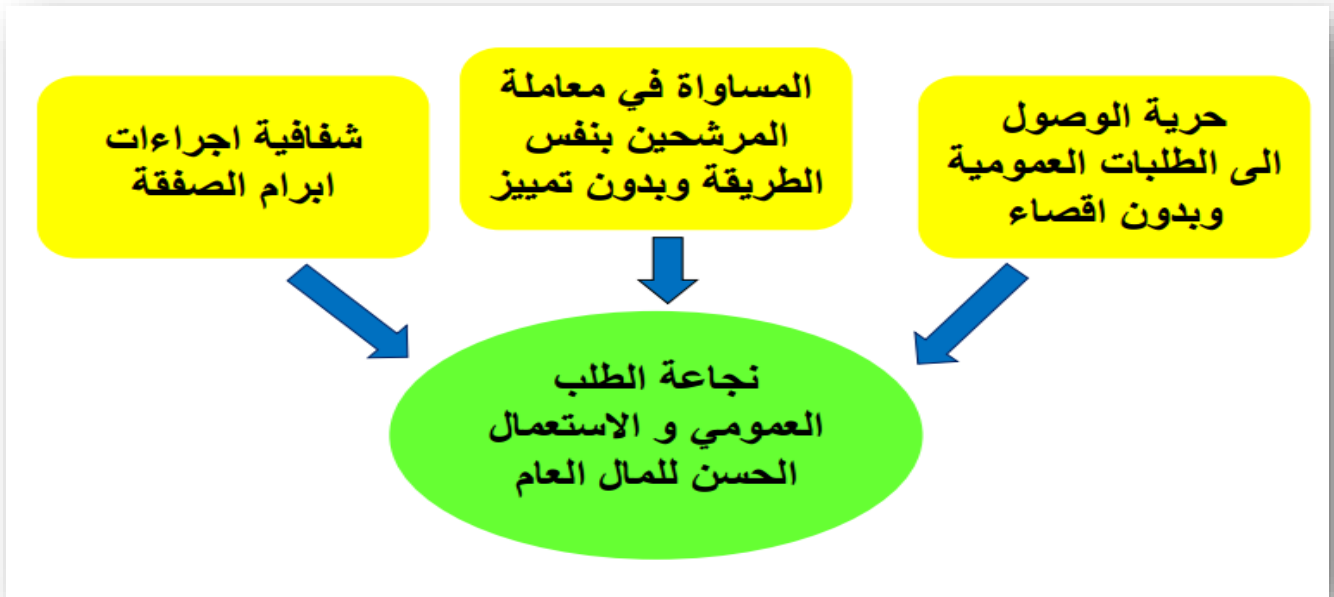 حرية الوصول
الى الطلبات العمومية
وبدون اقصاء
المساواة في معاملة
المرشحين بنفس
الطريقة وبدون تمييز
شفافية اجراءات
ابرام الصفقة
نجاعة الطلب
العمومي و الاستعمال
الحسن للمال العام